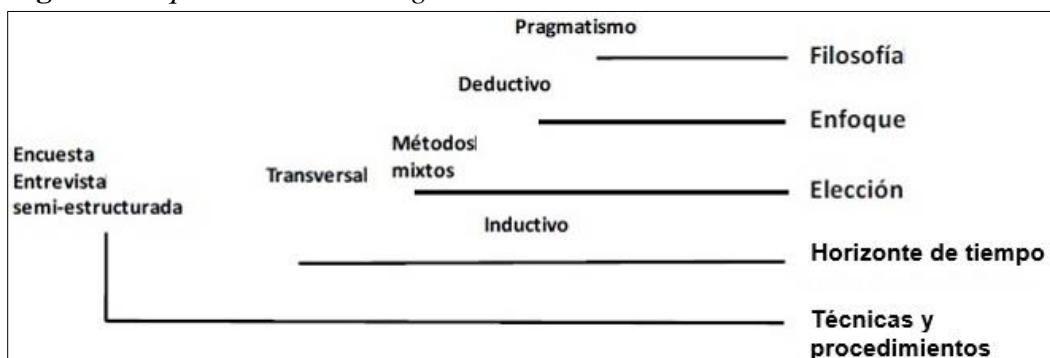 Pragmatismo
Filosofía
Deductivo
Enfoque
Métodos
mixtos
Encuesta
Entrevista
semi-estructurada
Transversal
Elección
Inductivo
Horizonte de tiempo
Técnicas y
procedimientos